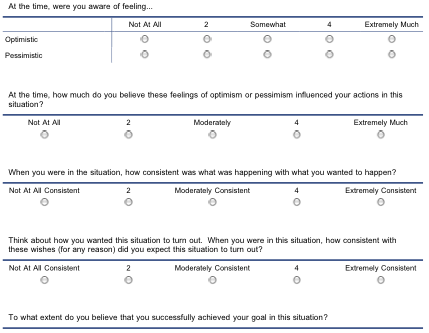 At the time, were you aware of feeling...
Not At All 2 Somewhat 4 Extremely Much
Optimistic
Pessimistic
At the time, how much do you believe these feelings of optimism or pessimism influenced your actions in this
situation?
Not At All 2 Moderately 4 Extremely Much
When you were in the situation, how consistent was what was happening with what you wanted to happen?
Not At All Consistent 2 Moderately Consistent 4 Extremely Consistent
Think about how you wanted this situation to turn out. When you were in this situation, how consistent with
these wishes (for any reason) did you expect this situation to turn out?
Not At All Consistent 2 Moderately Consistent 4 Extremely Consistent
To what extent do you believe that you successfully achieved your goal in this situation?